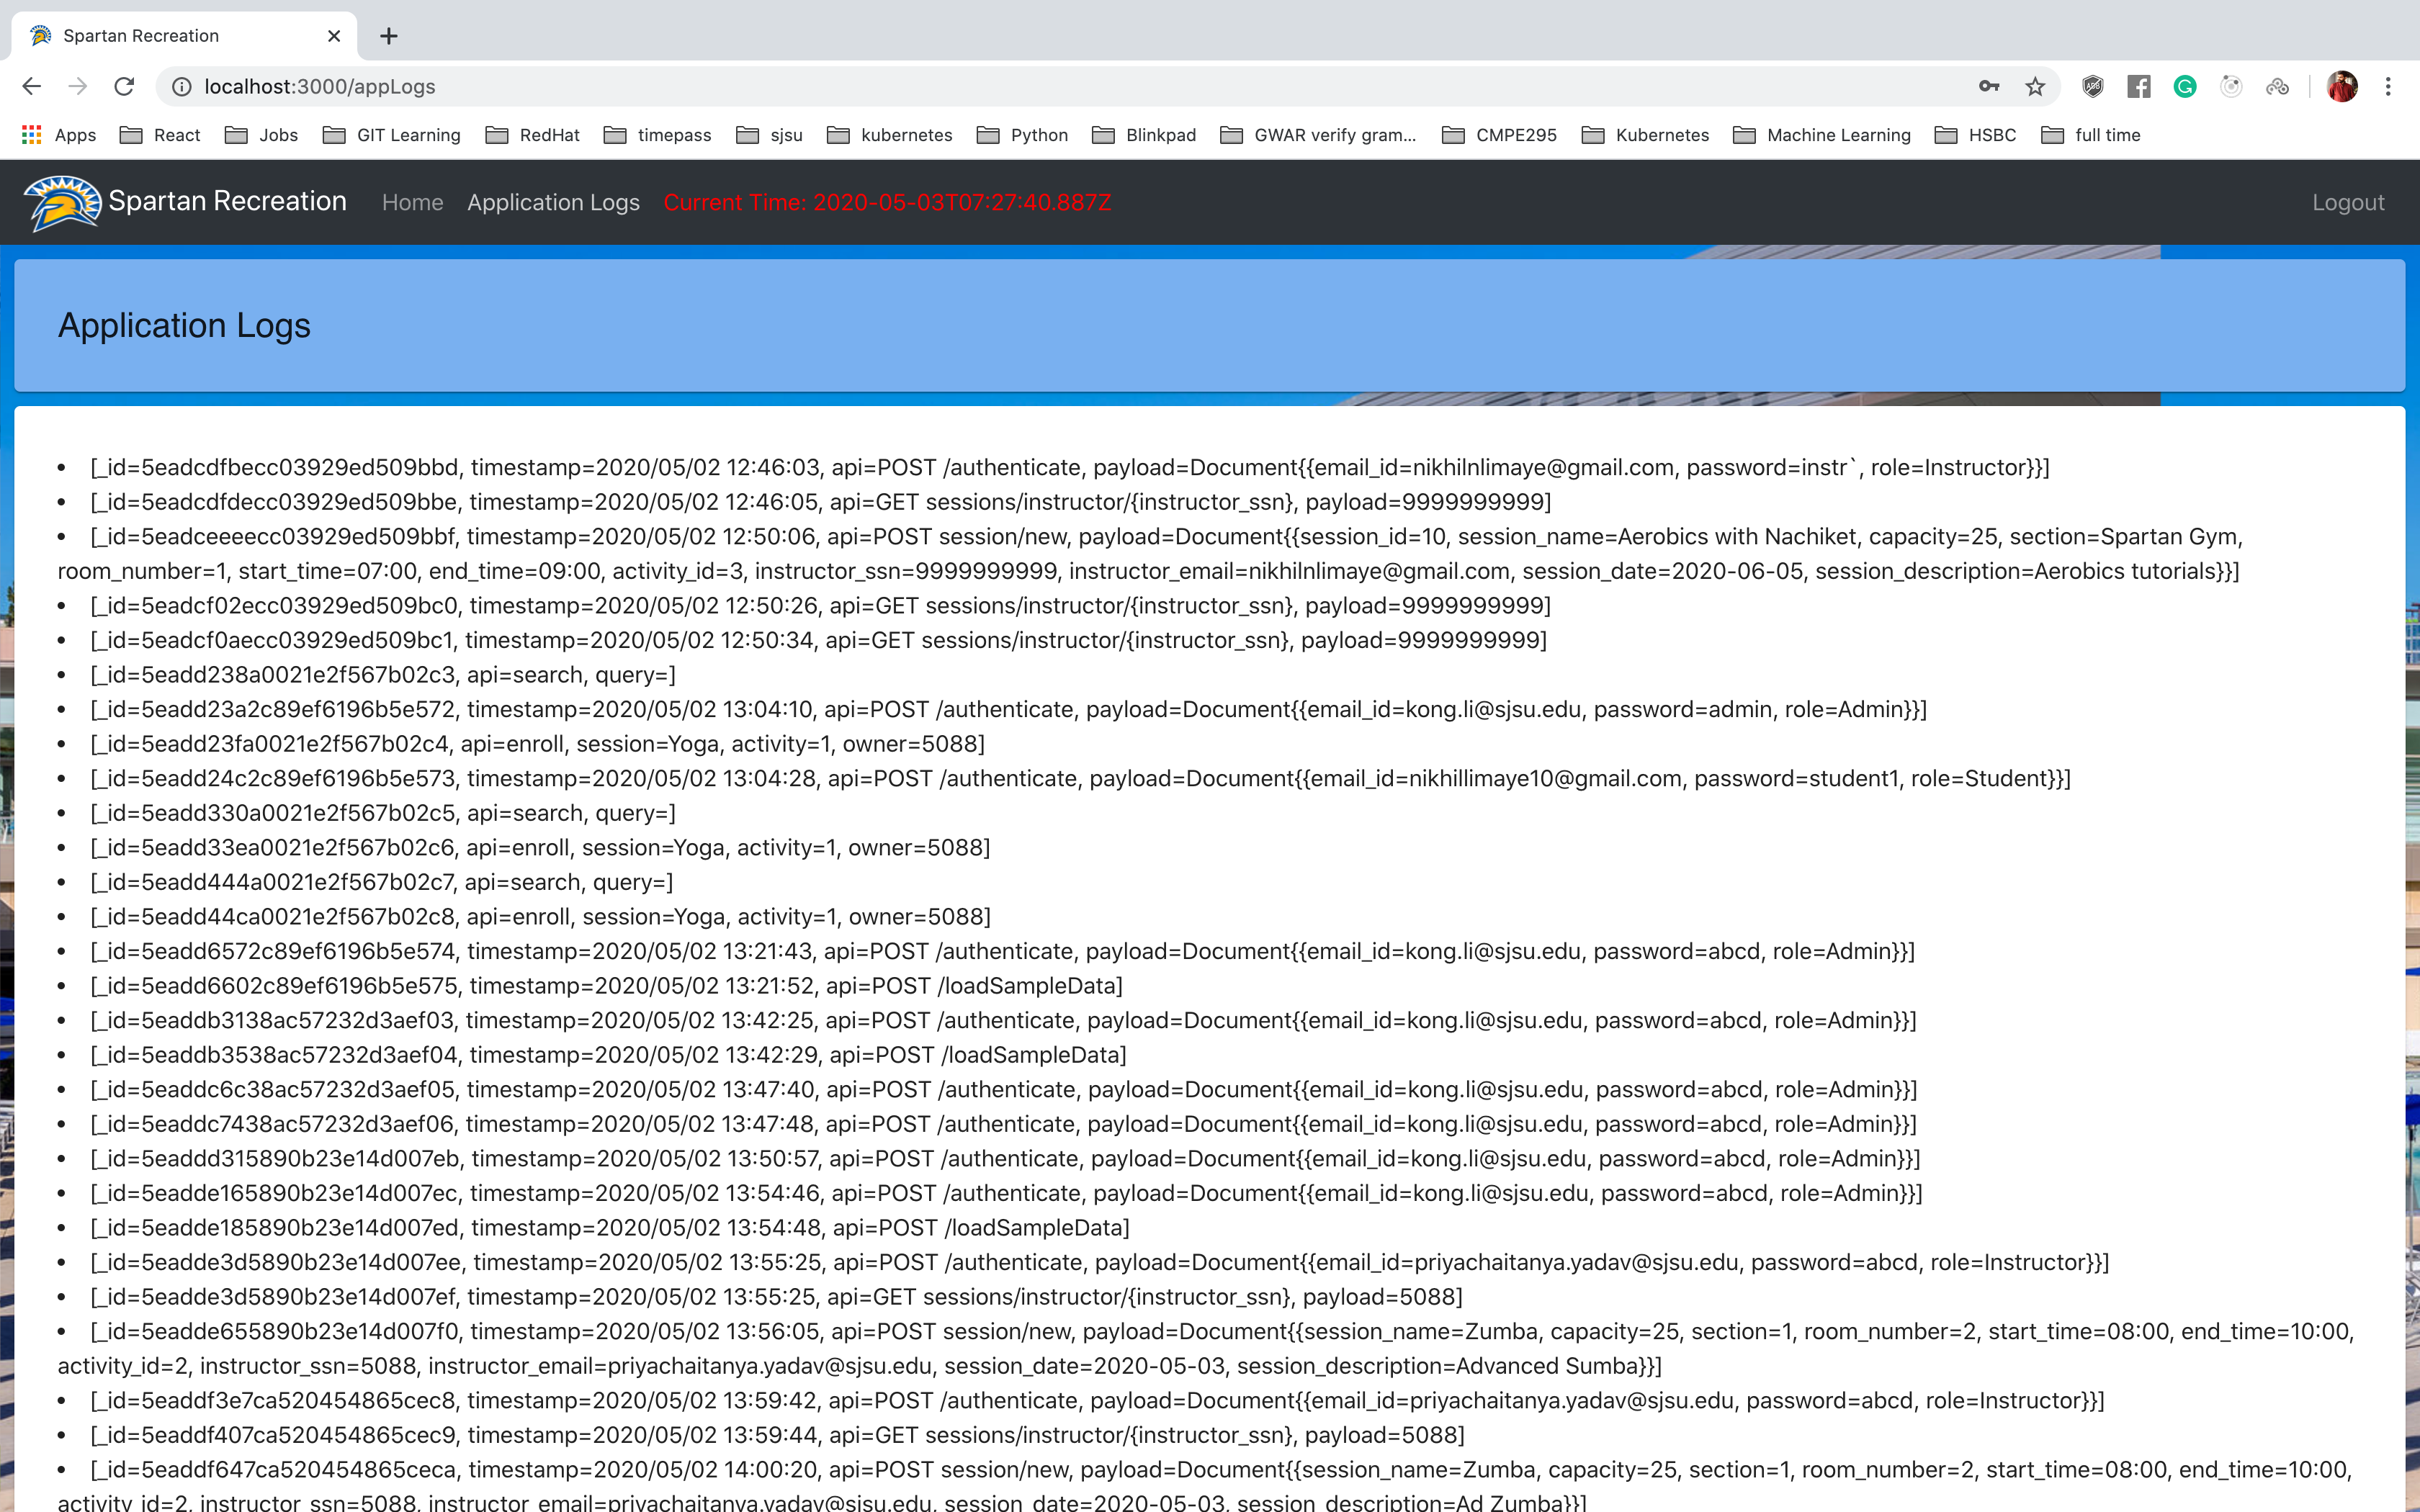 Spartan Recreation
localhost:3000/appLogs
Apps React Jobs GIT Learning RedHat timepass sjsu kubernetes Python Blinkpad GWAR verify gram... CMPE295 Kubernetes Machine Learning HSBC full time
Spartan Recreation Home Application Logs Current Time: 2020-05-03T07:27:40.887Z Logout
Application Logs
• [_id=5eadcdfbecc03929ed509bbd, timestamp=2020/05/02 12:46:03, api=POST /authenticate, payload=Document{{email_id=nikhilnlimaye@gmail.com, password=instr`, role=Instructor}}]
• [_id=5eadcdfdecc03929ed509bbe, timestamp=2020/05/02 12:46:05, api=GET sessions/instructor/{instructor_ssn}, payload=9999999999]
• [_id=5eadceeeecc03929ed509bbf, timestamp=2020/05/02 12:50:06, api=POST session/new, payload=Document{{session_id=10, session_name=Aerobics with Nachiket, capacity=25, section=Spartan Gym,
room_number=1, start_time=07:00, end_time=09:00, activity_id=3, instructor_ssn=9999999999, instructor_email=nikhilnlimaye@gmail.com, session_date=2020-06-05, session_description=Aerobics tutorials}}]
• [_id=5eadcf02ecc03929ed509bc0, timestamp=2020/05/02 12:50:26, api=GET sessions/instructor/{instructor_ssn}, payload=9999999999]
• [_id=5eadcf0aecc03929ed509bc1, timestamp=2020/05/02 12:50:34, api=GET sessions/instructor/{instructor_ssn}, payload=9999999999]
• [_id=5eadd238a0021e2f567b02c3, api=search, query=]
• [_id=5eadd23a2c89ef6196b5e572, timestamp=2020/05/02 13:04:10, api=POST /authenticate, payload=Document{{email_id=kong.li@sjsu.edu, password=admin, role=Admin}}]
• [_id=5eadd23fa0021e2f567b02c4, api=enroll, session=Yoga, activity=1, owner=5088]
• [_id=5eadd24c2c89ef6196b5e573, timestamp=2020/05/02 13:04:28, api=POST /authenticate, payload=Document{{email_id=nikhillimaye10@gmail.com, password=student1, role=Student}}]
• [_id=5eadd330a0021e2f567b02c5, api=search, query=]
• [_id=5eadd33ea0021e2f567b02c6, api=enroll, session=Yoga, activity=1, owner=5088]
• [_id=5eadd444a0021e2f567b02c7, api=search, query=]
• [_id=5eadd44ca0021e2f567b02c8, api=enroll, session=Yoga, activity=1, owner=5088]
• [_id=5eadd6572c89ef6196b5e574, timestamp=2020/05/02 13:21:43, api=POST /authenticate, payload=Document{{email_id=kong.li@sjsu.edu, password=abcd, role=Admin}}]
• [_id=5eadd6602c89ef6196b5e575, timestamp=2020/05/02 13:21:52, api=POST /loadSampleData]
• [_id=5eaddb3138ac57232d3aef03, timestamp=2020/05/02 13:42:25, api=POST /authenticate, payload=Document{{email_id=kong.li@sjsu.edu, password=abcd, role=Admin}}]
• [_id=5eaddb3538ac57232d3aef04, timestamp=2020/05/02 13:42:29, api=POST /loadSampleData]
• [_id=5eaddc6c38ac57232d3aef05, timestamp=2020/05/02 13:47:40, api=POST /authenticate, payload=Document{{email_id=kong.li@sjsu.edu, password=abcd, role=Admin}}]
• [_id=5eaddc7438ac57232d3aef06, timestamp=2020/05/02 13:47:48, api=POST /authenticate, payload=Document{{email_id=kong.li@sjsu.edu, password=abcd, role=Admin}}]
• [_id=5eaddd315890b23e14d007eb, timestamp=2020/05/02 13:50:57, api=POST /authenticate, payload=Document{{email_id=kong.li@sjsu.edu, password=abcd, role=Admin}}]
• [_id=5eadde165890b23e14d007ec, timestamp=2020/05/02 13:54:46, api=POST /authenticate, payload=Document{{email_id=kong.li@sjsu.edu, password=abcd, role=Admin}}]
• [_id=5eadde185890b23e14d007ed, timestamp=2020/05/02 13:54:48, api=POST /loadSampleData]
• [_id=5eadde3d5890b23e14d007ee, timestamp=2020/05/02 13:55:25, api=POST /authenticate, payload=Document{{email_id=priyachaitanya.yadav@sjsu.edu, password=abcd, role=Instructor}}]
• [_id=5eadde3d5890b23e14d007ef, timestamp=2020/05/02 13:55:25, api=GET sessions/instructor/{instructor_ssn}, payload=5088]
• [_id=5eadde655890b23e14d007f0, timestamp=2020/05/02 13:56:05, api=POST session/new, payload=Document{{session_name=Zumba, capacity=25, section=1, room_number=2, start_time=08:00, end_time=10:00,
activity_id=2, instructor_ssn=5088, instructor_email=priyachaitanya.yadav@sjsu.edu, session_date=2020-05-03, session_description=Advanced Sumba}}]
• [_id=5eaddf3e7ca520454865cec8, timestamp=2020/05/02 13:59:42, api=POST /authenticate, payload=Document{{email_id=priyachaitanya.yadav@sjsu.edu, password=abcd, role=Instructor}}]
• [_id=5eaddf407ca520454865cec9, timestamp=2020/05/02 13:59:44, api=GET sessions/instructor/{instructor_ssn}, payload=5088]
• [_id=5eaddf647ca520454865ceca, timestamp=2020/05/02 14:00:20, api=POST session/new, payload=Document{{session_name=Zumba, capacity=25, section=1, room_number=2, start_time=08:00, end_time=10:00,
activity_id=2, instructor_ssn=5088, instructor_email=priyachaitanya.yadav@sjsu.edu, session_date=2020-05-03, session_description=Ad Zumba}}]